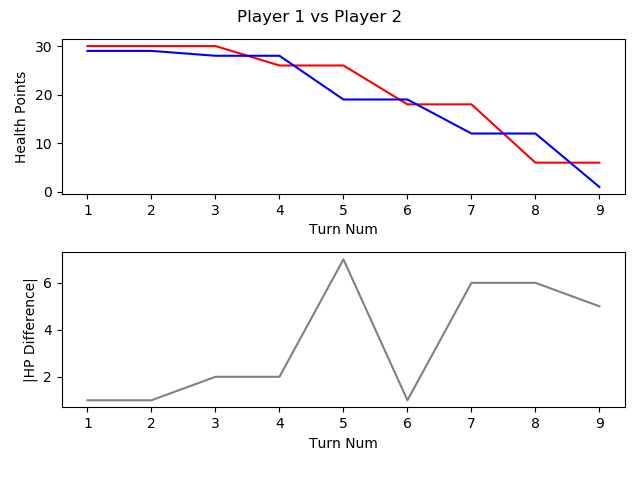 Player 1 vs Player 2
30
20
10
0
Health Points
1 2 3 4 5 6 7 8 9
Turn Num
6
4
2
|HP Difference|
1 2 3 4 5 6 7 8 9
Turn Num